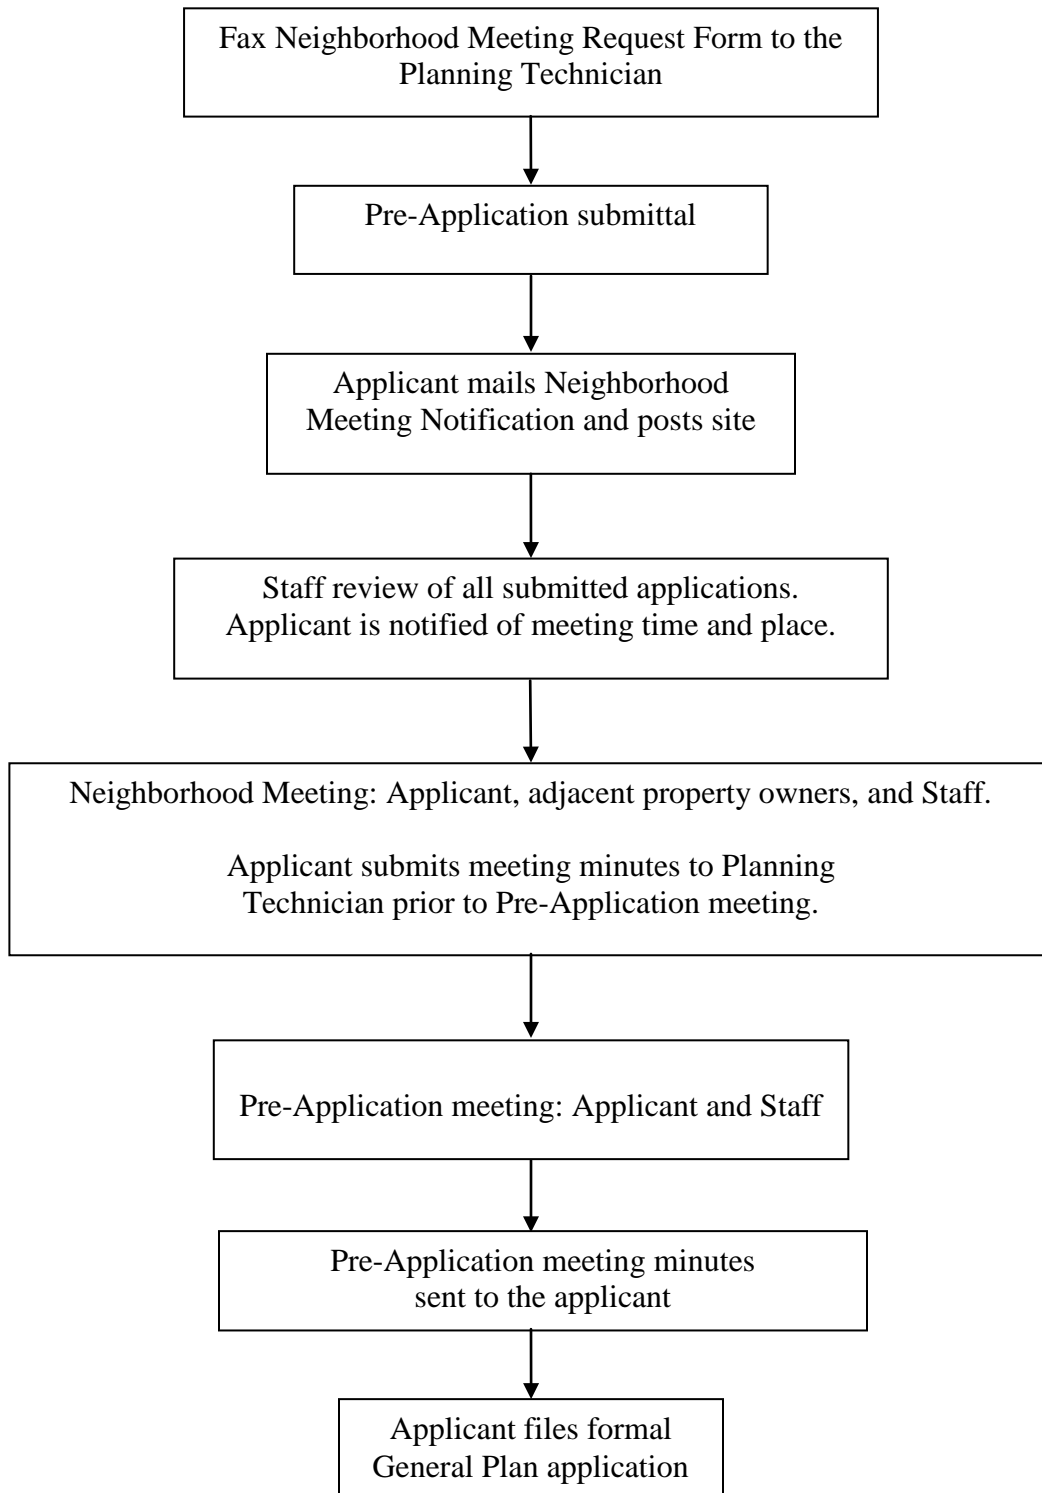 Fax Neighborhood Meeting Request Form to the
Planning Technician
Pre-Application submittal
Applicant mails Neighborhood
Meeting Notification and posts site
Staff review of all submitted applications.
Applicant is notified of meeting time and place.
Neighborhood Meeting: Applicant, adjacent property owners, and Staff.
Applicant submits meeting minutes to Planning
Technician prior to Pre-Application meeting.
Pre-Application meeting: Applicant and Staff
Pre-Application meeting minutes
sent to the applicant
Applicant files formal
General Plan application